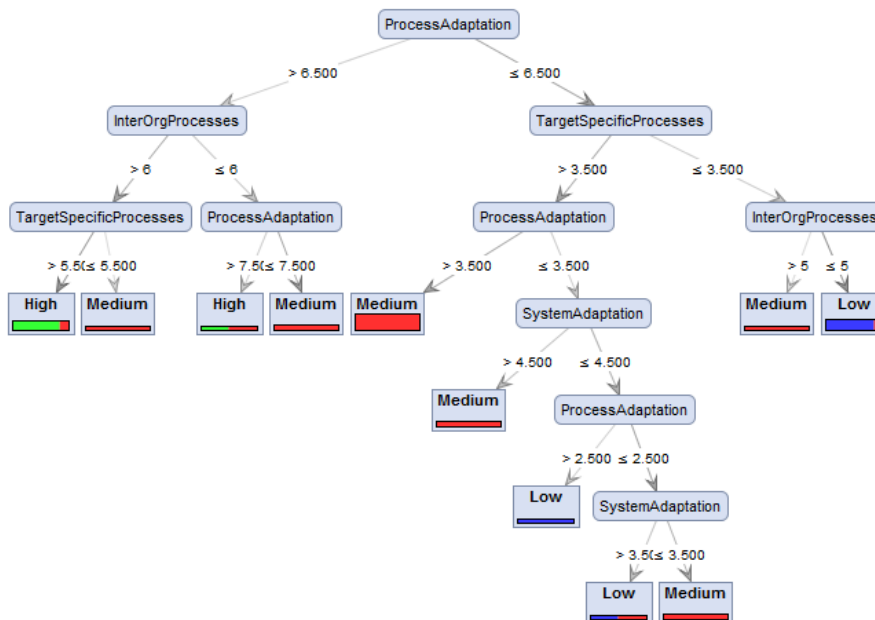 ProcessAdaptation
> 6.500 ≤ 6.500
InterOrgProcesses TargetSpecificProcesses
> 6 ≤ 6 > 3.500 ≤ 3.500
TargetSpecificProcesses ProcessAdaptation ProcessAdaptation InterOrgProcesses
> 5.5( ≤ 5.500 > 7.5( ≤ 7.500 > 3.500 ≤ 3.500 > 5 ≤ 5
High Medium High Medium Medium SystemAdaptation Medium Low
> 4.500 ≤ 4.500
Medium ProcessAdaptation
> 2.500 ≤ 2.500
Low SystemAdaptation
> 3.5( ≤ 3.500
Low Medium